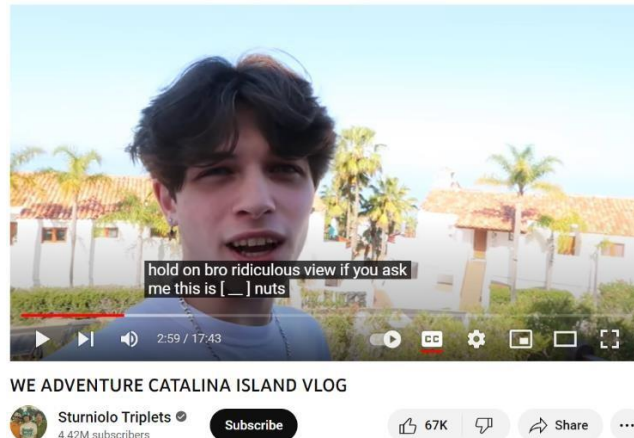 hold on bro ridiculous view if you ask
me this is [ __ ] nuts
2:59 / 17:43
CC
WE ADVENTURE CATALINA ISLAND VLOG
Sturniolo Triplets
4.42M subscribers
Subscribe
67K
Share